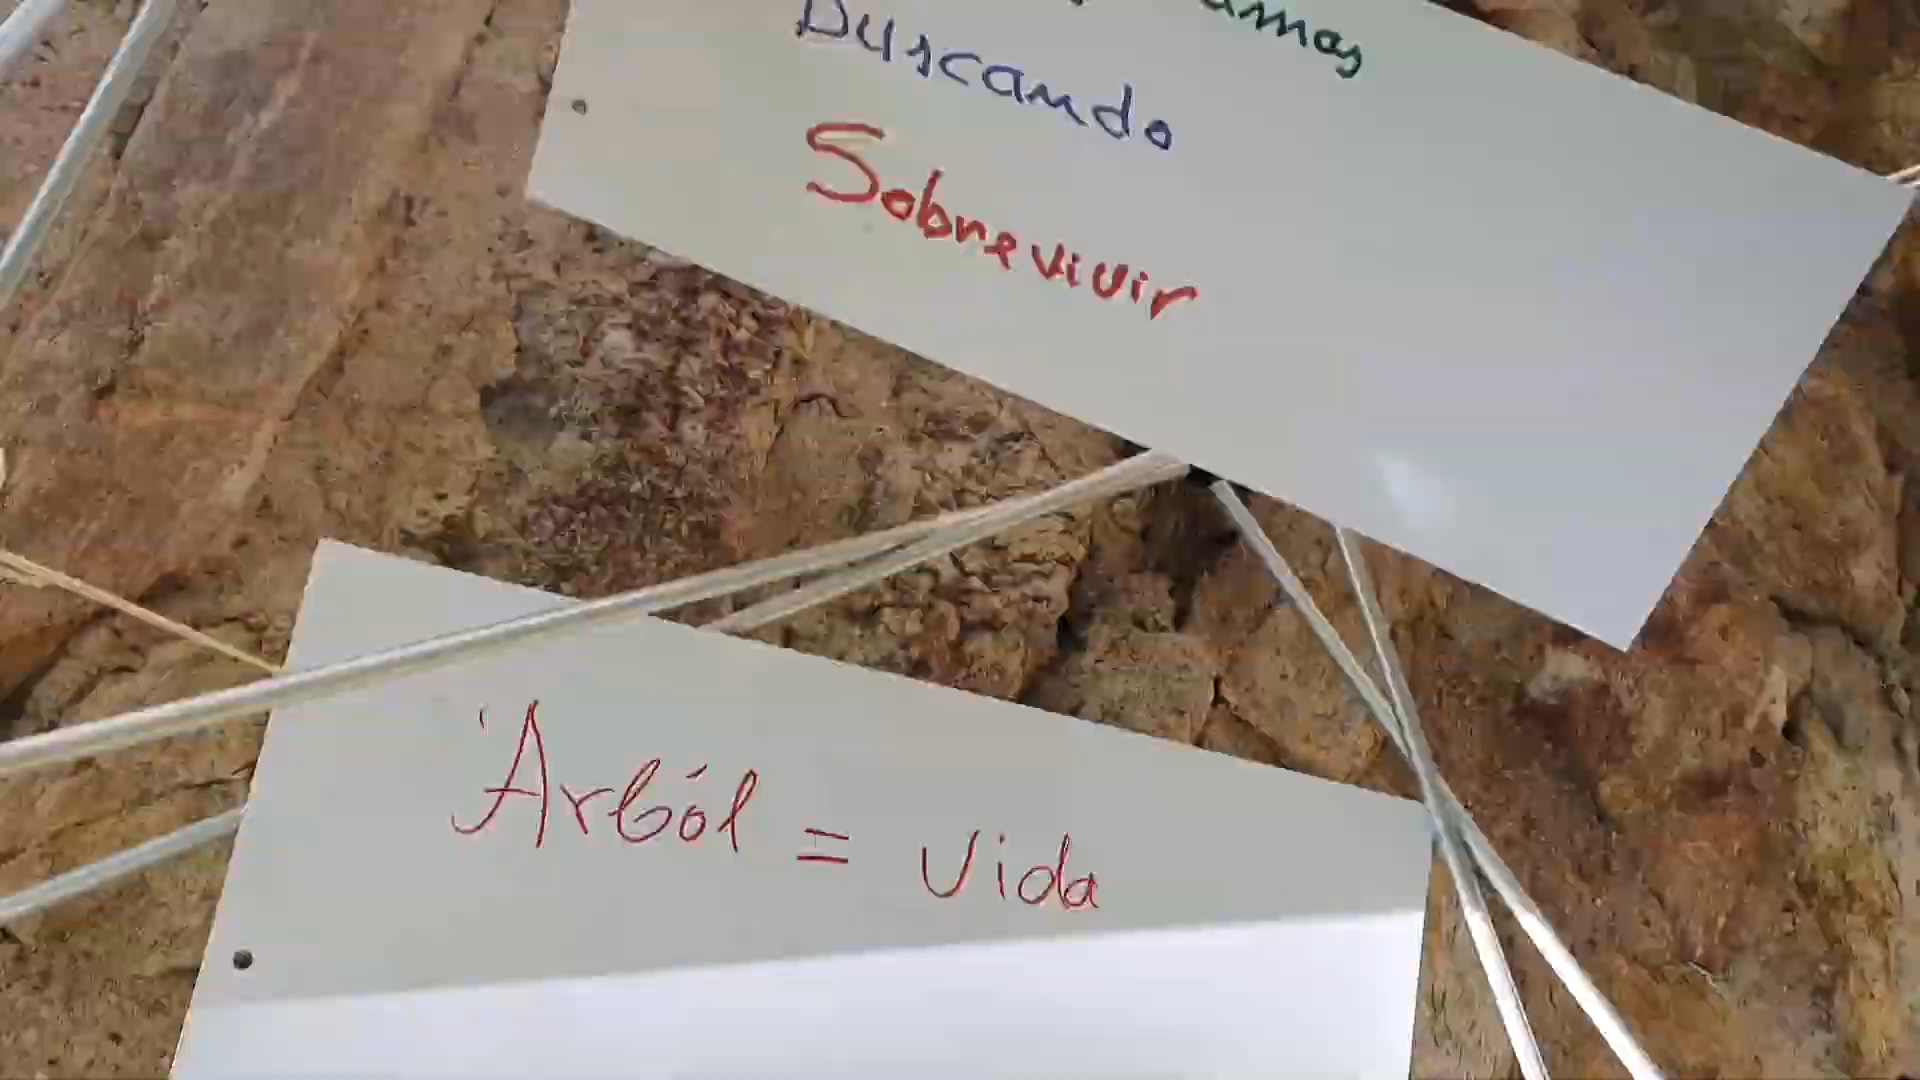 Buscando
Sobrevivir
Árból = vida